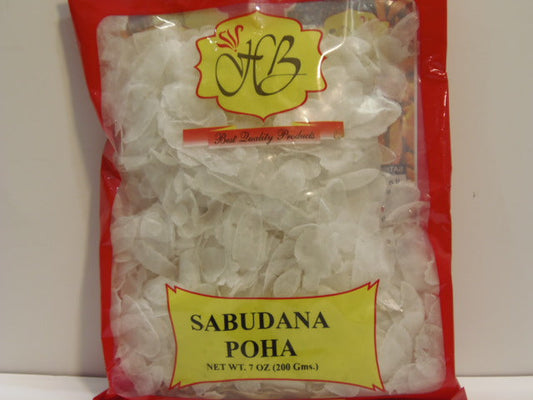 HB
Best Quality Products
SABUDANA
POHA
NET WT. 7 OZ (200 Gms.)